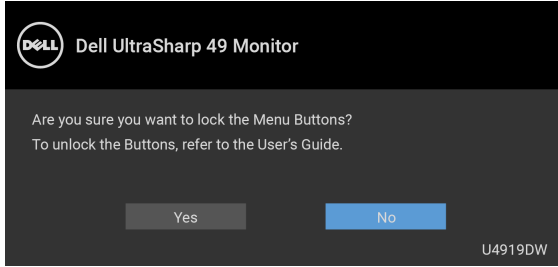 DELL
Dell UltraSharp 49 Monitor
Are you sure you want to lock the Menu Buttons?
To unlock the Buttons, refer to the User's Guide.
Yes
No
U4919DW